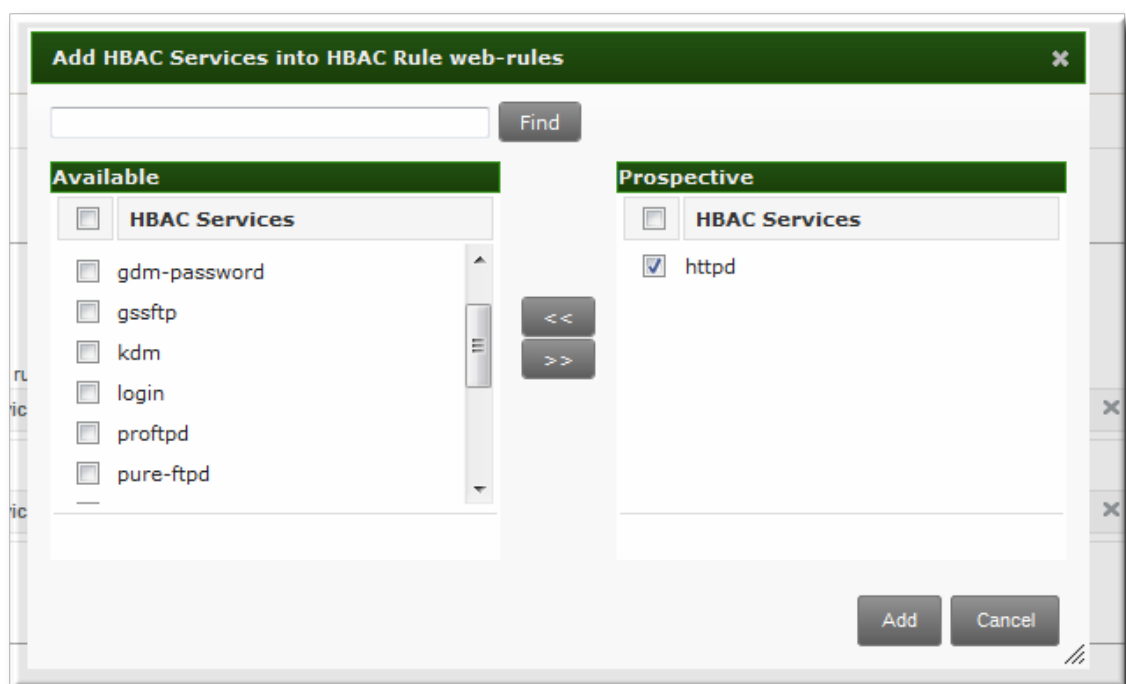 Add HBAC Services into HBAC Rule web-rules
Find
Available
Prospective
HBAC Services
HBAC Services
gdm-password
httpd
gssftp
<<
kdm
>>
login
proftpd
pure-ftpd
Add
Cancel